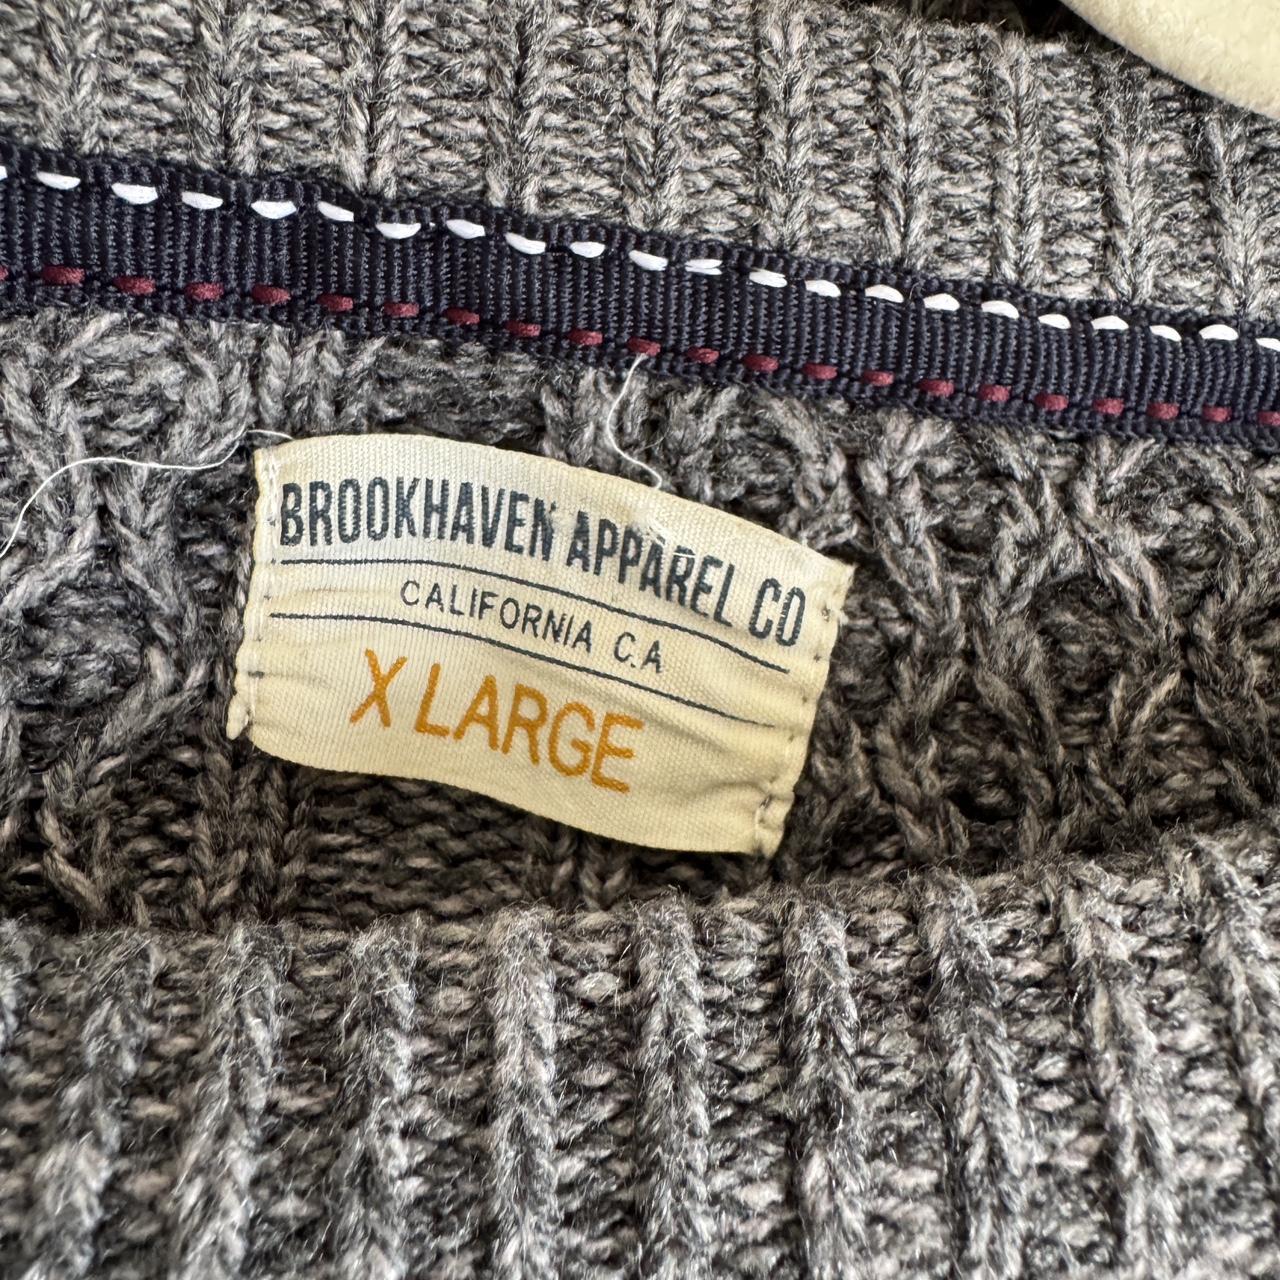 BROOKHAVEN APPAREL CO
CALIFORNIA C.A
X LARGE